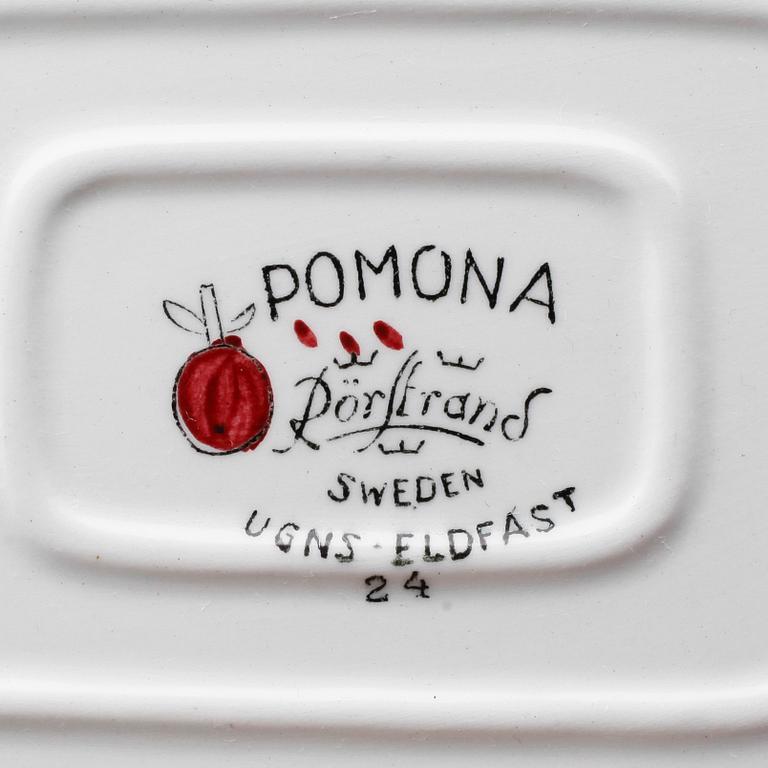 POMONA
Rörstrand
SWEDEN
UGNS-ELDFAST
24